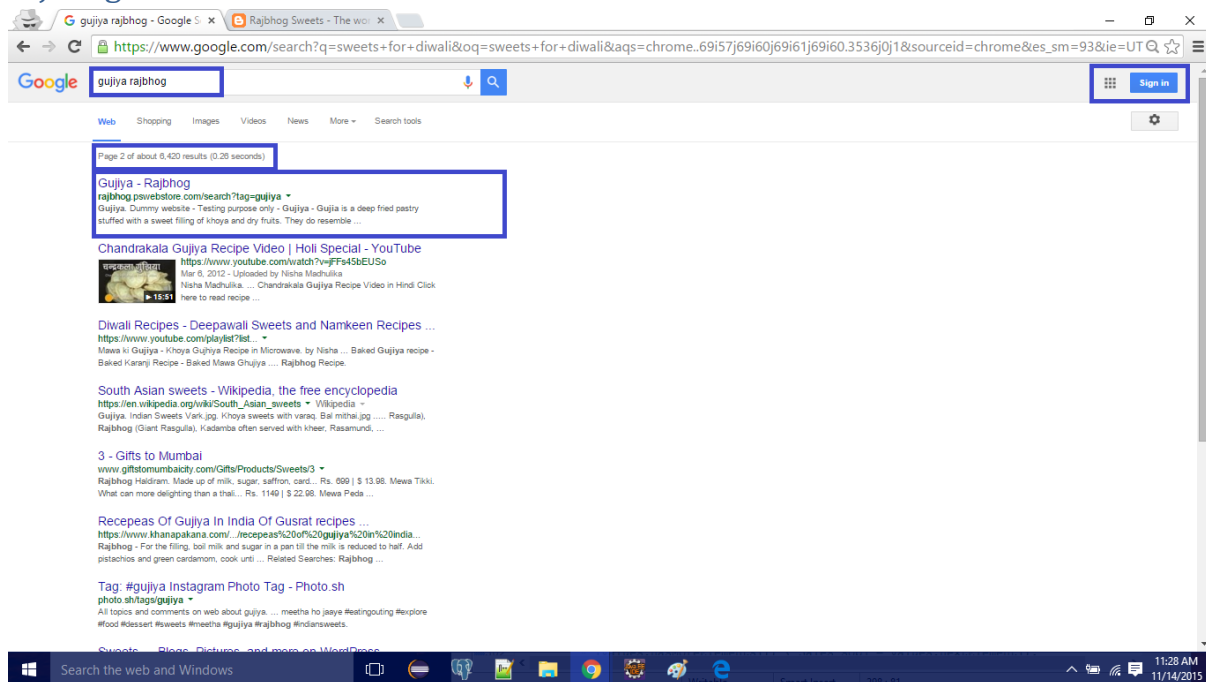 gujiya rajbhog - Google S
Rajbhog Sweets - The wor
https://www.google.com/search?q=sweets+for+diwali&oq=sweets+for+diwali&aqs=chrome..69i57j69i60j69i61j69i60.3536j0j1&sourceid=chrome&es_sm=93&ie=UT
Google
gujiya rajbhog
Sign in
Web Shopping Images Videos News More Search tools
Page 2 of about 6,420 results (0.26 seconds)
Gujiya - Rajbhog
rajbhog.pswebstore.com/search?tag=gujiya
Gujiya. Dummy website - Testing purpose only - Gujiya - Gujia is a deep fried pastry
stuffed with a sweet filling of khoya and dry fruits. They do resemble ...
Chandrakala Gujiya Recipe Video | Holi Special - YouTube
चन्द्रकला गुझिया
15:51
https://www.youtube.com/watch?v=jFFs45bEUSo
Mar 6, 2012 - Uploaded by Nisha Madhulika
Nisha Madhulika. ... Chandrakala Gujiya Recipe Video in Hindi Click
here to read recipe ...
Diwali Recipes - Deepawali Sweets and Namkeen Recipes ...
https://www.youtube.com/playlist?list...
Mawa ki Gujiya - Khoya Gujhiya Recipe in Microwave. by Nisha ... Baked Gujiya recipe -
Baked Karanji Recipe - Baked Mawa Ghujiya .... Rajbhog Recipe.
South Asian sweets - Wikipedia, the free encyclopedia
https://en.wikipedia.org/wiki/South_Asian_sweets Wikipedia
Gujiya. Indian Sweets Vark.jpg. Khoya sweets with varaq. Bal mithai.jpg ..... Rasgulla),
Rajbhog (Giant Rasgulla), Kadamba often served with kheer, Rasamundi, ...
3 - Gifts to Mumbai
www.giftstomumbaicity.com/Gifts/Products/Sweets/3
Rajbhog Haldiram. Made up of milk, sugar, saffron, card... Rs. 699 | $ 13.98. Mewa Tikki.
What can more delighting than a thali... Rs. 1149 | $ 22.98. Mewa Peda ...
Recepeas Of Gujiya In India Of Gusrat recipes ...
https://www.khanapakana.com/.../recepeas%20of%20gujiya%20in%20india...
Rajbhog - For the filling, boil milk and sugar in a pan till the milk is reduced to half. Add
pistachios and green cardamom, cook unti ... Related Searches: Rajbhog ...
Tag: #gujiya Instagram Photo Tag - Photo.sh
photo.sh/tags/gujiya
All topics and comments on web about gujiya. ... meetha ho jaaye #eatingouting #explore
#food #dessert #sweets #meetha #gujiya #rajbhog #indiansweets.
Sweets — Blogs, Pictures, and more on WordPress
Search the web and Windows
11:28 AM
11/14/2015